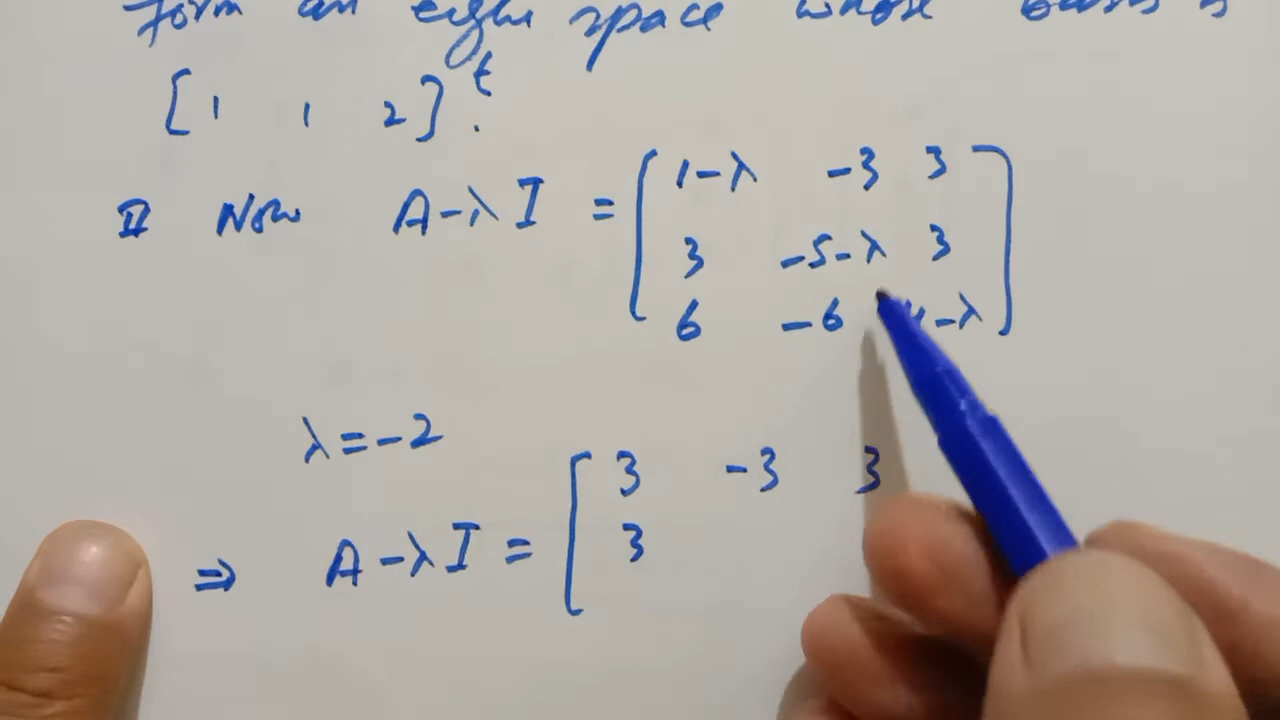 form an eigen space whose basis is
[1 1 2]ᵗ.
II Now A-λI = [1-λ -3 3
3 -5-λ 3
6 -6 4-λ]
λ=-2
⇒ A-λI = [3 -3 3
3